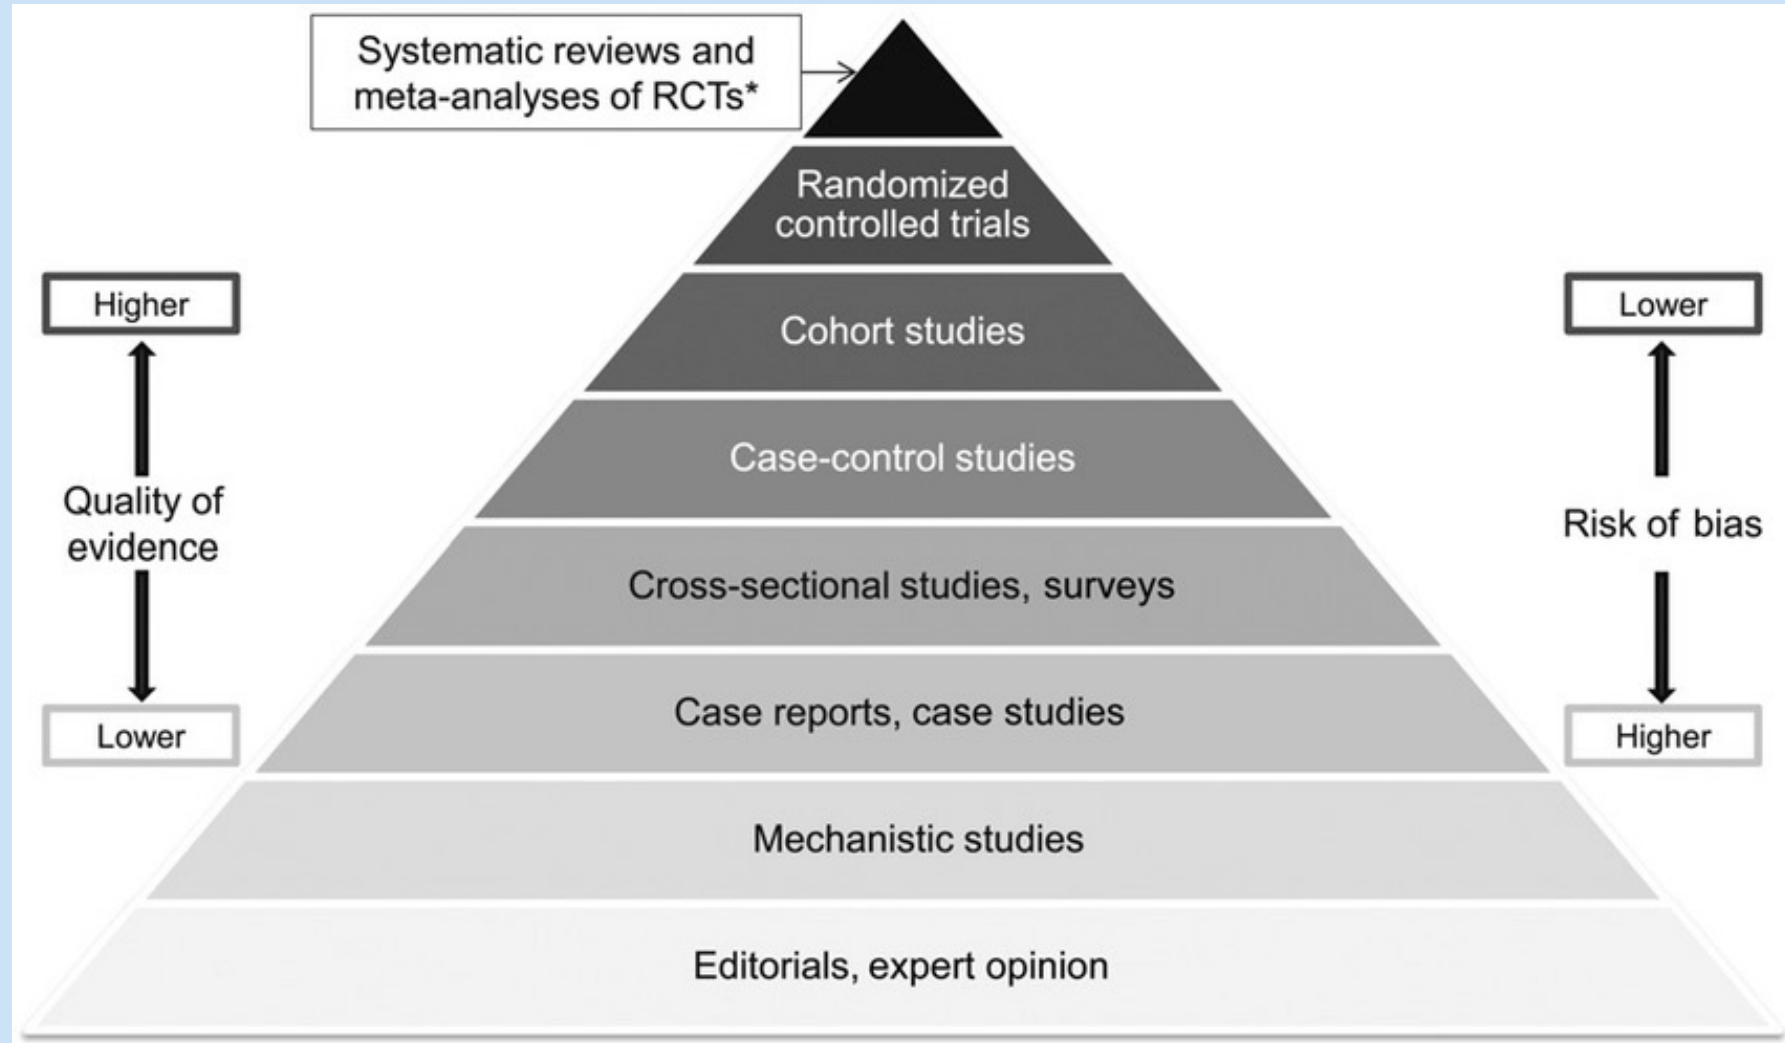 Systematic reviews and
meta-analyses of RCTs*
Randomized
controlled trials
Higher
Lower
Cohort studies
Case-control studies
Quality of
evidence
Risk of bias
Cross-sectional studies, surveys
Case reports, case studies
Lower
Higher
Mechanistic studies
Editorials, expert opinion